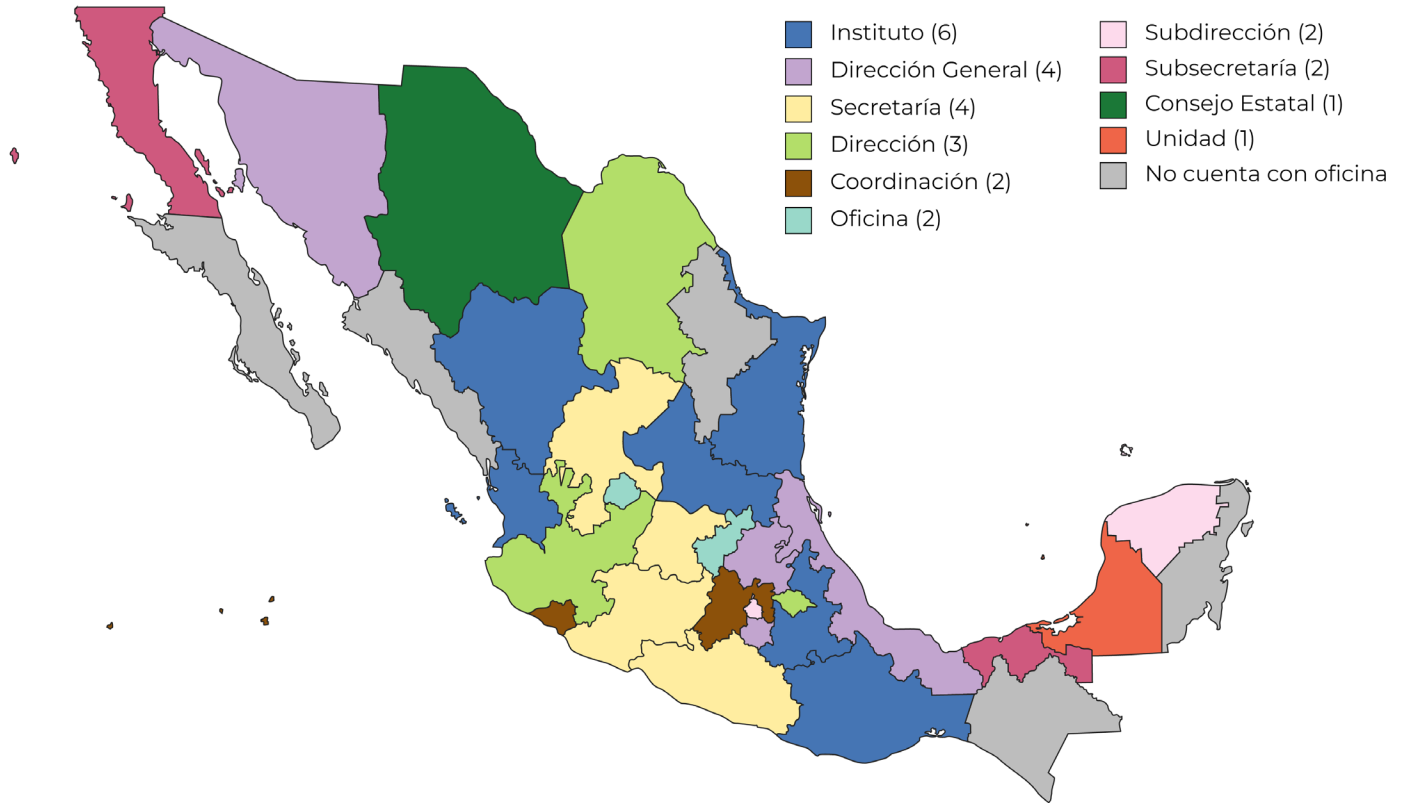 Instituto (6)
Dirección General (4)
Secretaría (4)
Dirección (3)
Coordinación (2)
Oficina (2)
Subdirección (2)
Subsecretaría (2)
Consejo Estatal (1)
Unidad (1)
No cuenta con oficina